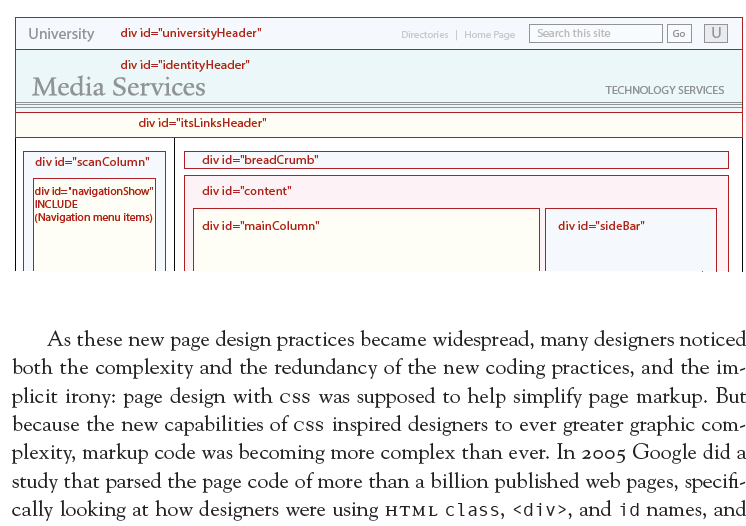 University div id="universityHeader" Directories | Home Page Search this site Go U
div id="identityHeader"
Media Services TECHNOLOGY SERVICES
div id="itsLinksHeader"
div id="scanColumn" div id="breadCrumb"
div id="navigationShow" div id="content"
INCLUDE
(Navigation menu items)
div id="mainColumn" div id="sideBar"
As these new page design practices became widespread, many designers noticed
both the complexity and the redundancy of the new coding practices, and the im-
plicit irony: page design with CSS was supposed to help simplify page markup. But
because the new capabilities of CSS inspired designers to ever greater graphic com-
plexity, markup code was becoming more complex than ever. In 2005 Google did a
study that parsed the page code of more than a billion published web pages, specifi-
cally looking at how designers were using HTML class, <div>, and id names, and